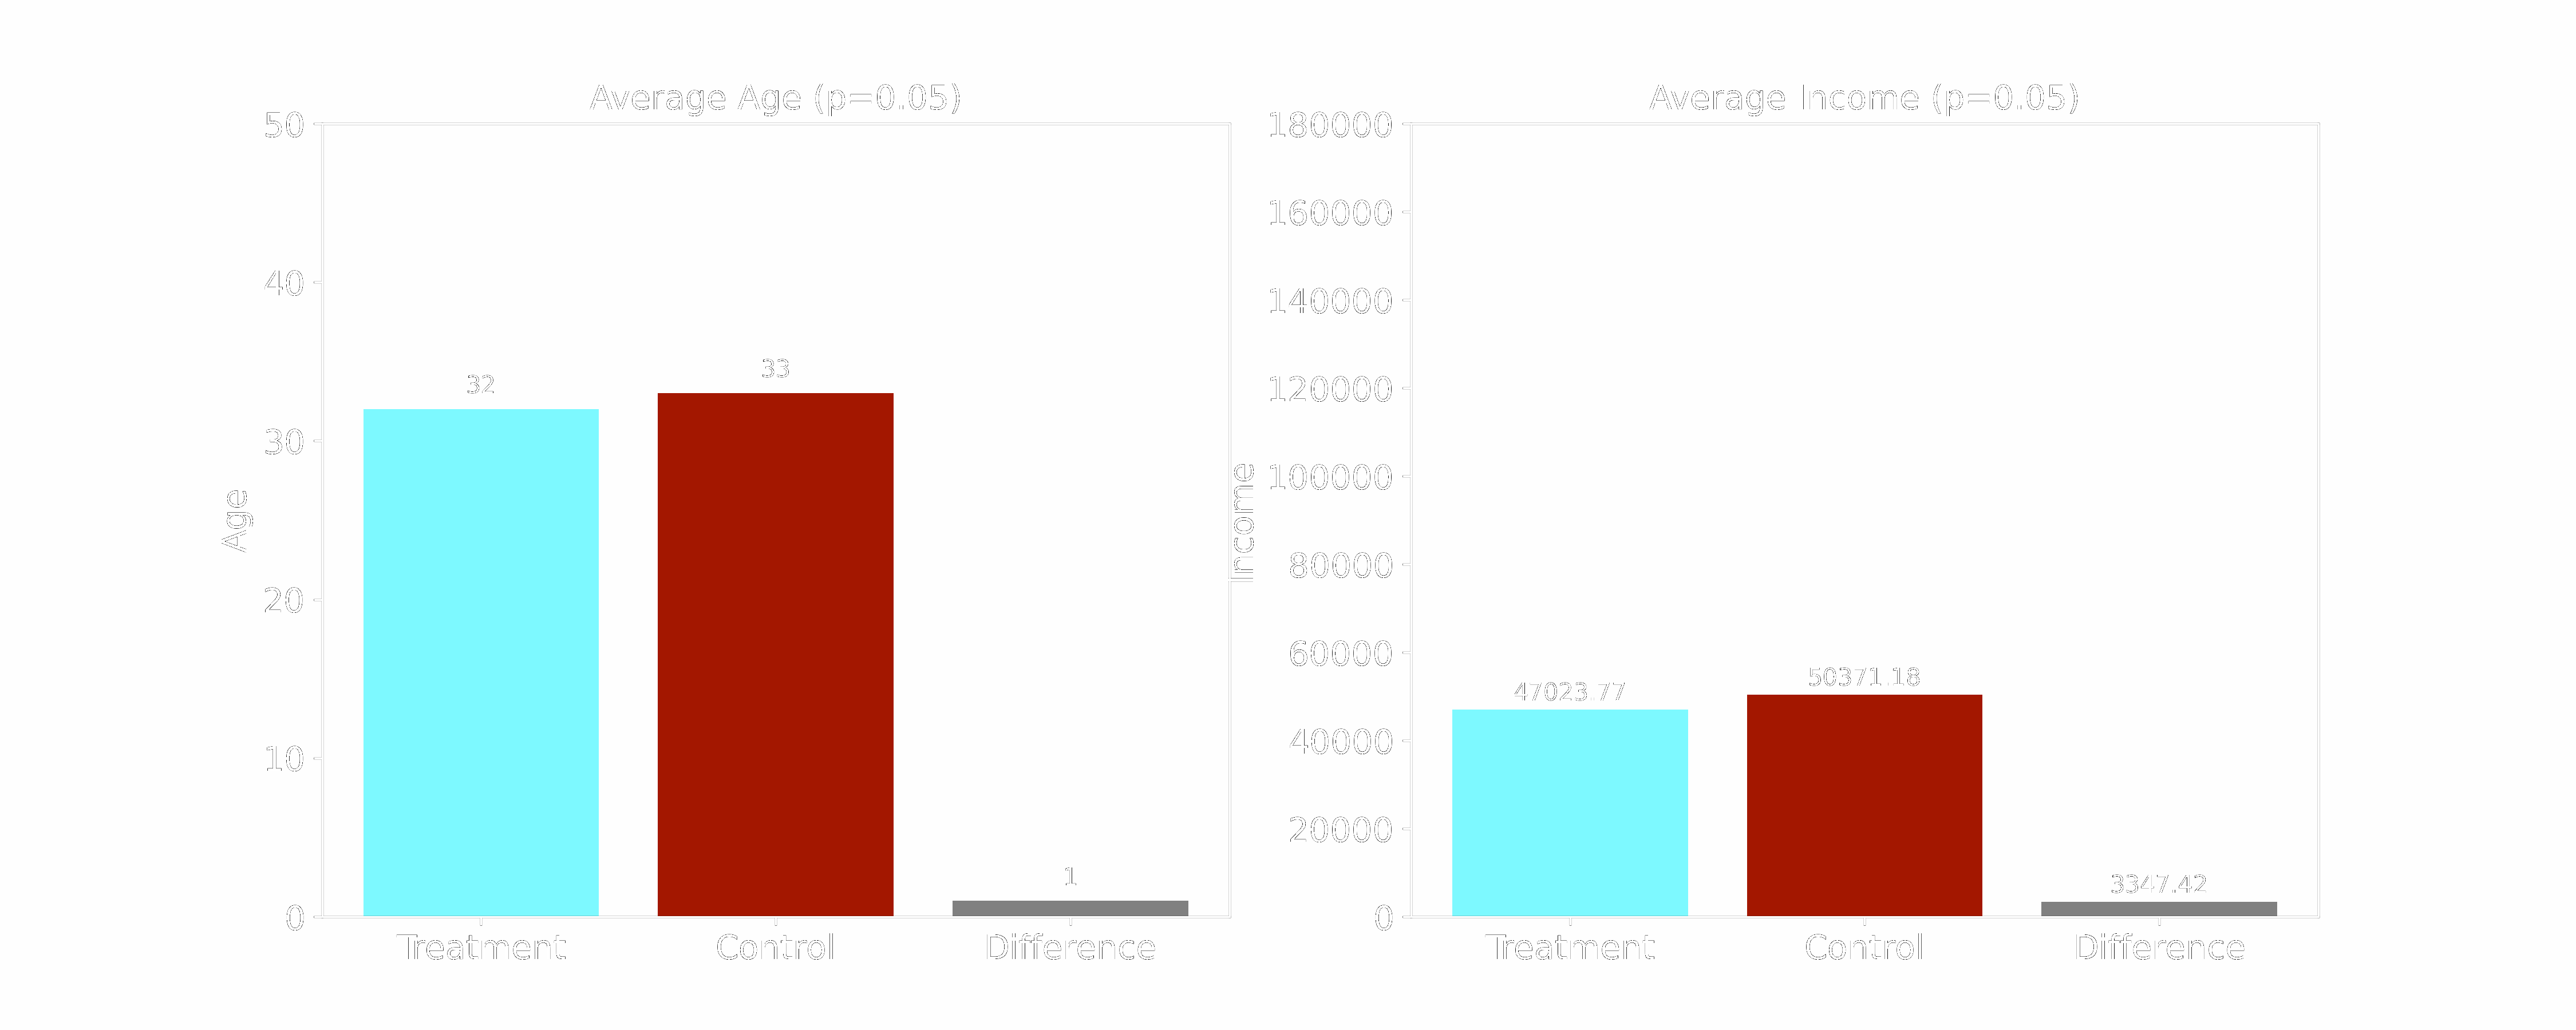 Average Age (p=0.05)
50
40
30
20
10
0
Age
32
33
1
Treatment
Control
Difference
Average Income (p=0.05)
180000
160000
140000
120000
100000
80000
60000
40000
20000
0
Income
47023.77
50371.18
3347.42
Treatment
Control
Difference